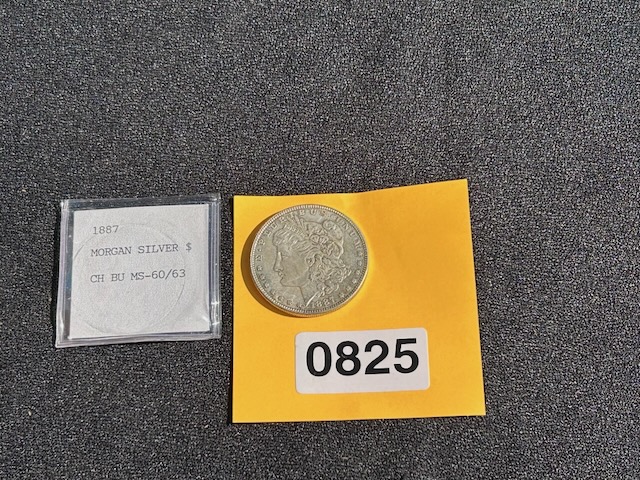 1887
MORGAN SILVER $
CH BU MS-60/63
0825